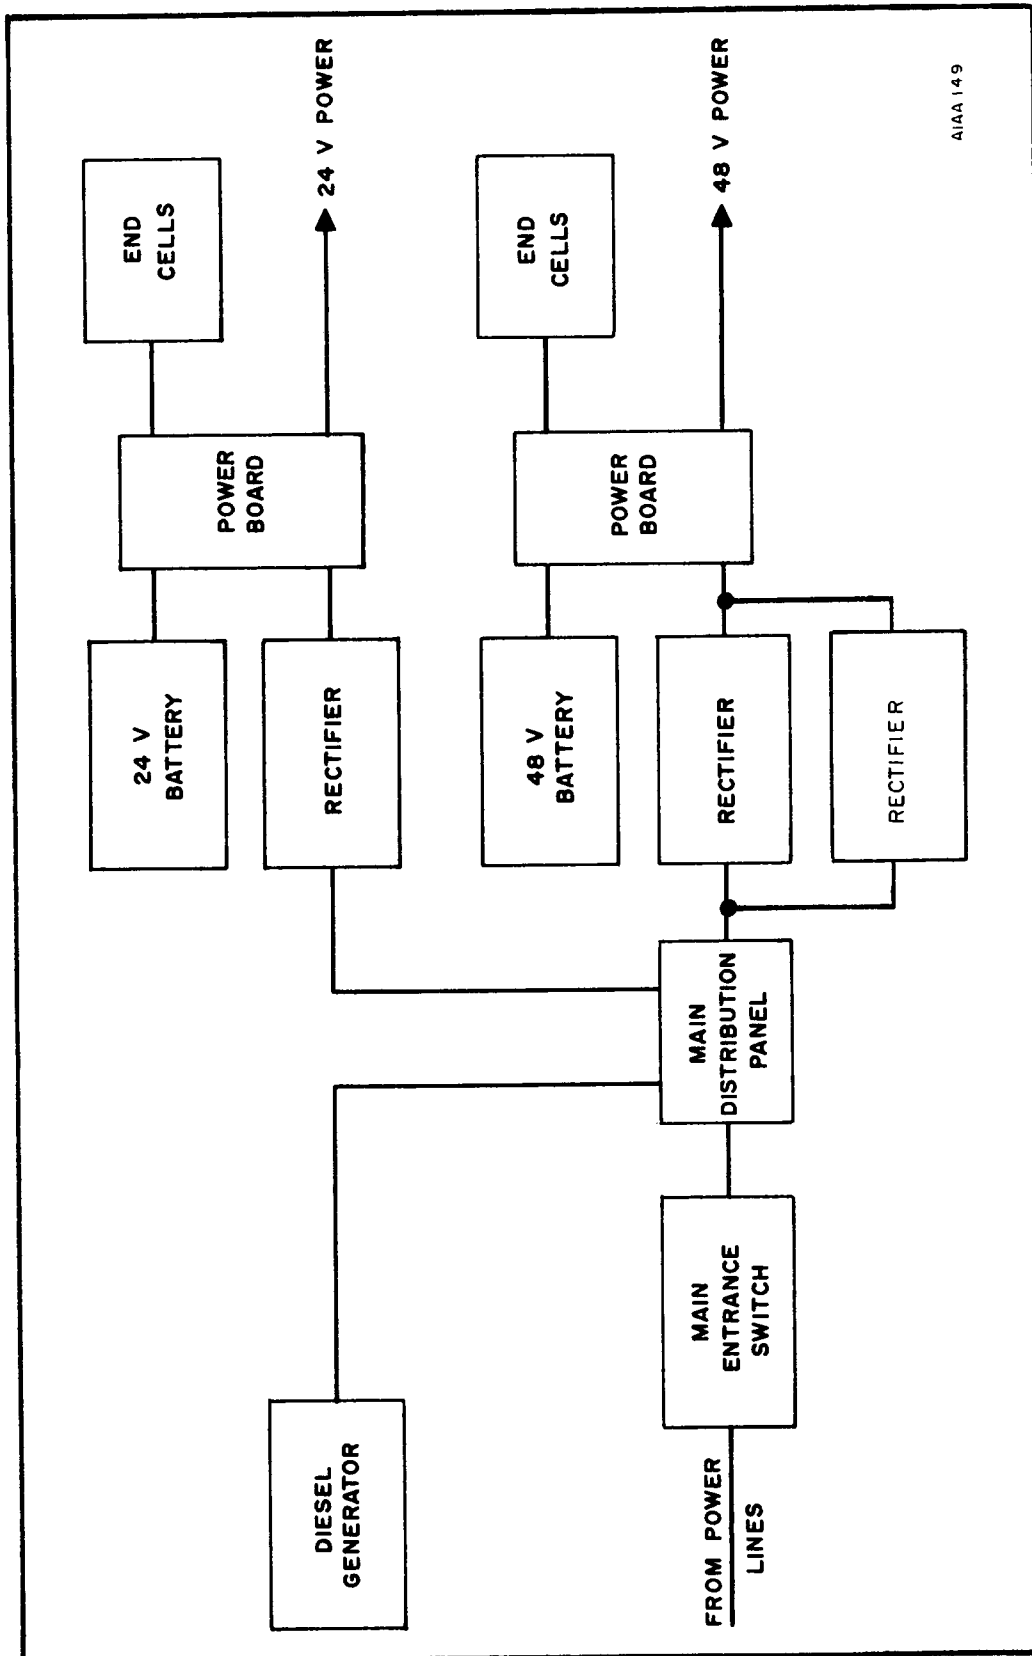 END
CELLS
24 V POWER
POWER
BOARD
24 V
BATTERY
RECTIFIER
DIESEL
GENERATOR
END
CELLS
48 V POWER
POWER
BOARD
48 V
BATTERY
RECTIFIER
RECTIFIER
MAIN
DISTRIBUTION
PANEL
MAIN
ENTRANCE
SWITCH
FROM POWER
LINES
AIAA 149